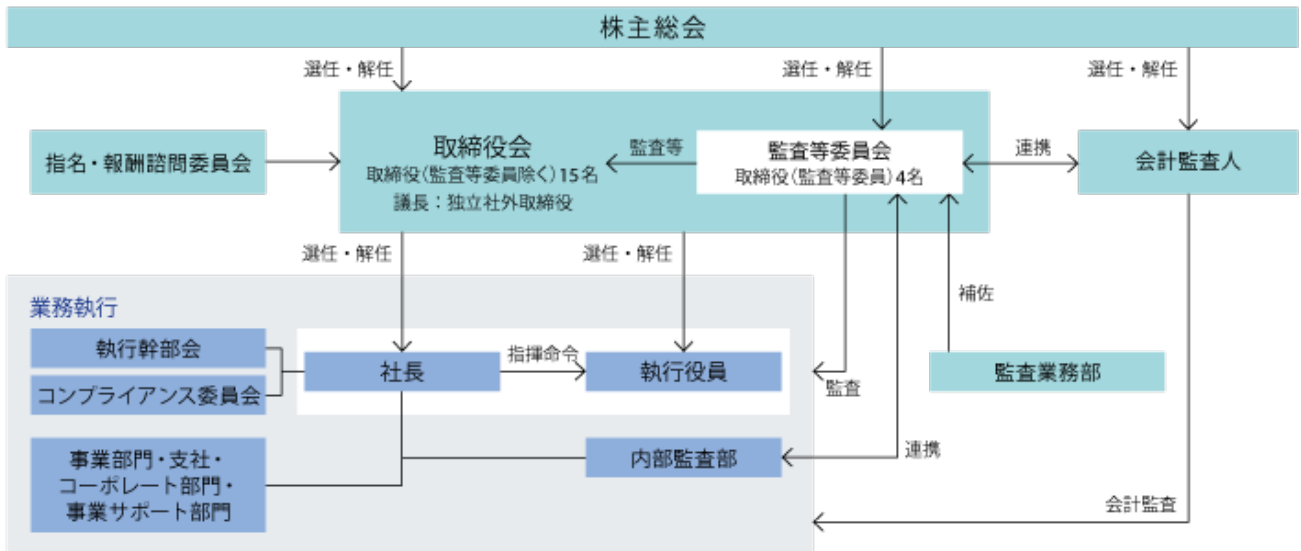 株主総会
選任・解任
選任・解任
選任・解任
指名・報酬諮問委員会
取締役会
取締役(監査等委員除く)15名
議長：独立社外取締役
監査等
監査等委員会
取締役(監査等委員)4名
連携
会計監査人
選任・解任
選任・解任
補佐
業務執行
執行幹部会
コンプライアンス委員会
社長
指揮命令
執行役員
監査
監査業務部
事業部門・支社・
コーポレート部門・
事業サポート部門
内部監査部
連携
会計監査